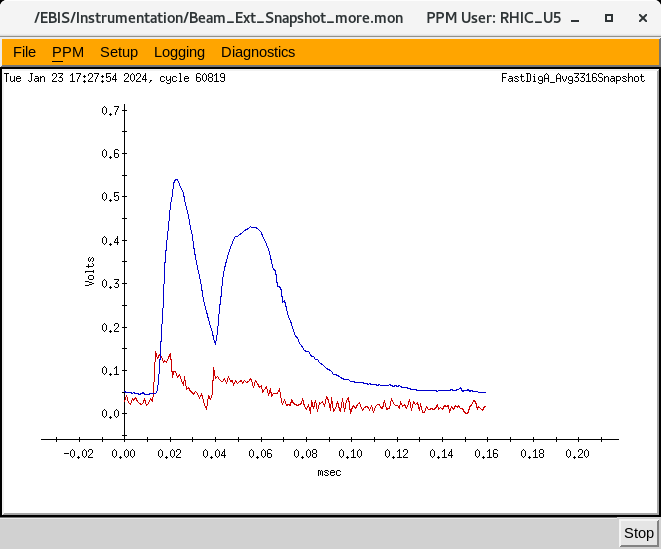 /EBIS/Instrumentation/Beam_Ext_Snapshot_more.mon PPM User: RHIC_U5
File PPM Setup Logging Diagnostics
Tue Jan 23 17:27:54 2024, cycle 60819 FastDigA_Avg3316Snapshot
0.7
0.6
0.5
0.4
0.3
0.2
0.1
0.0
Volts
-0.02 0.00 0.02 0.04 0.06 0.08 0.10 0.12 0.14 0.16 0.18 0.20
msec
Stop